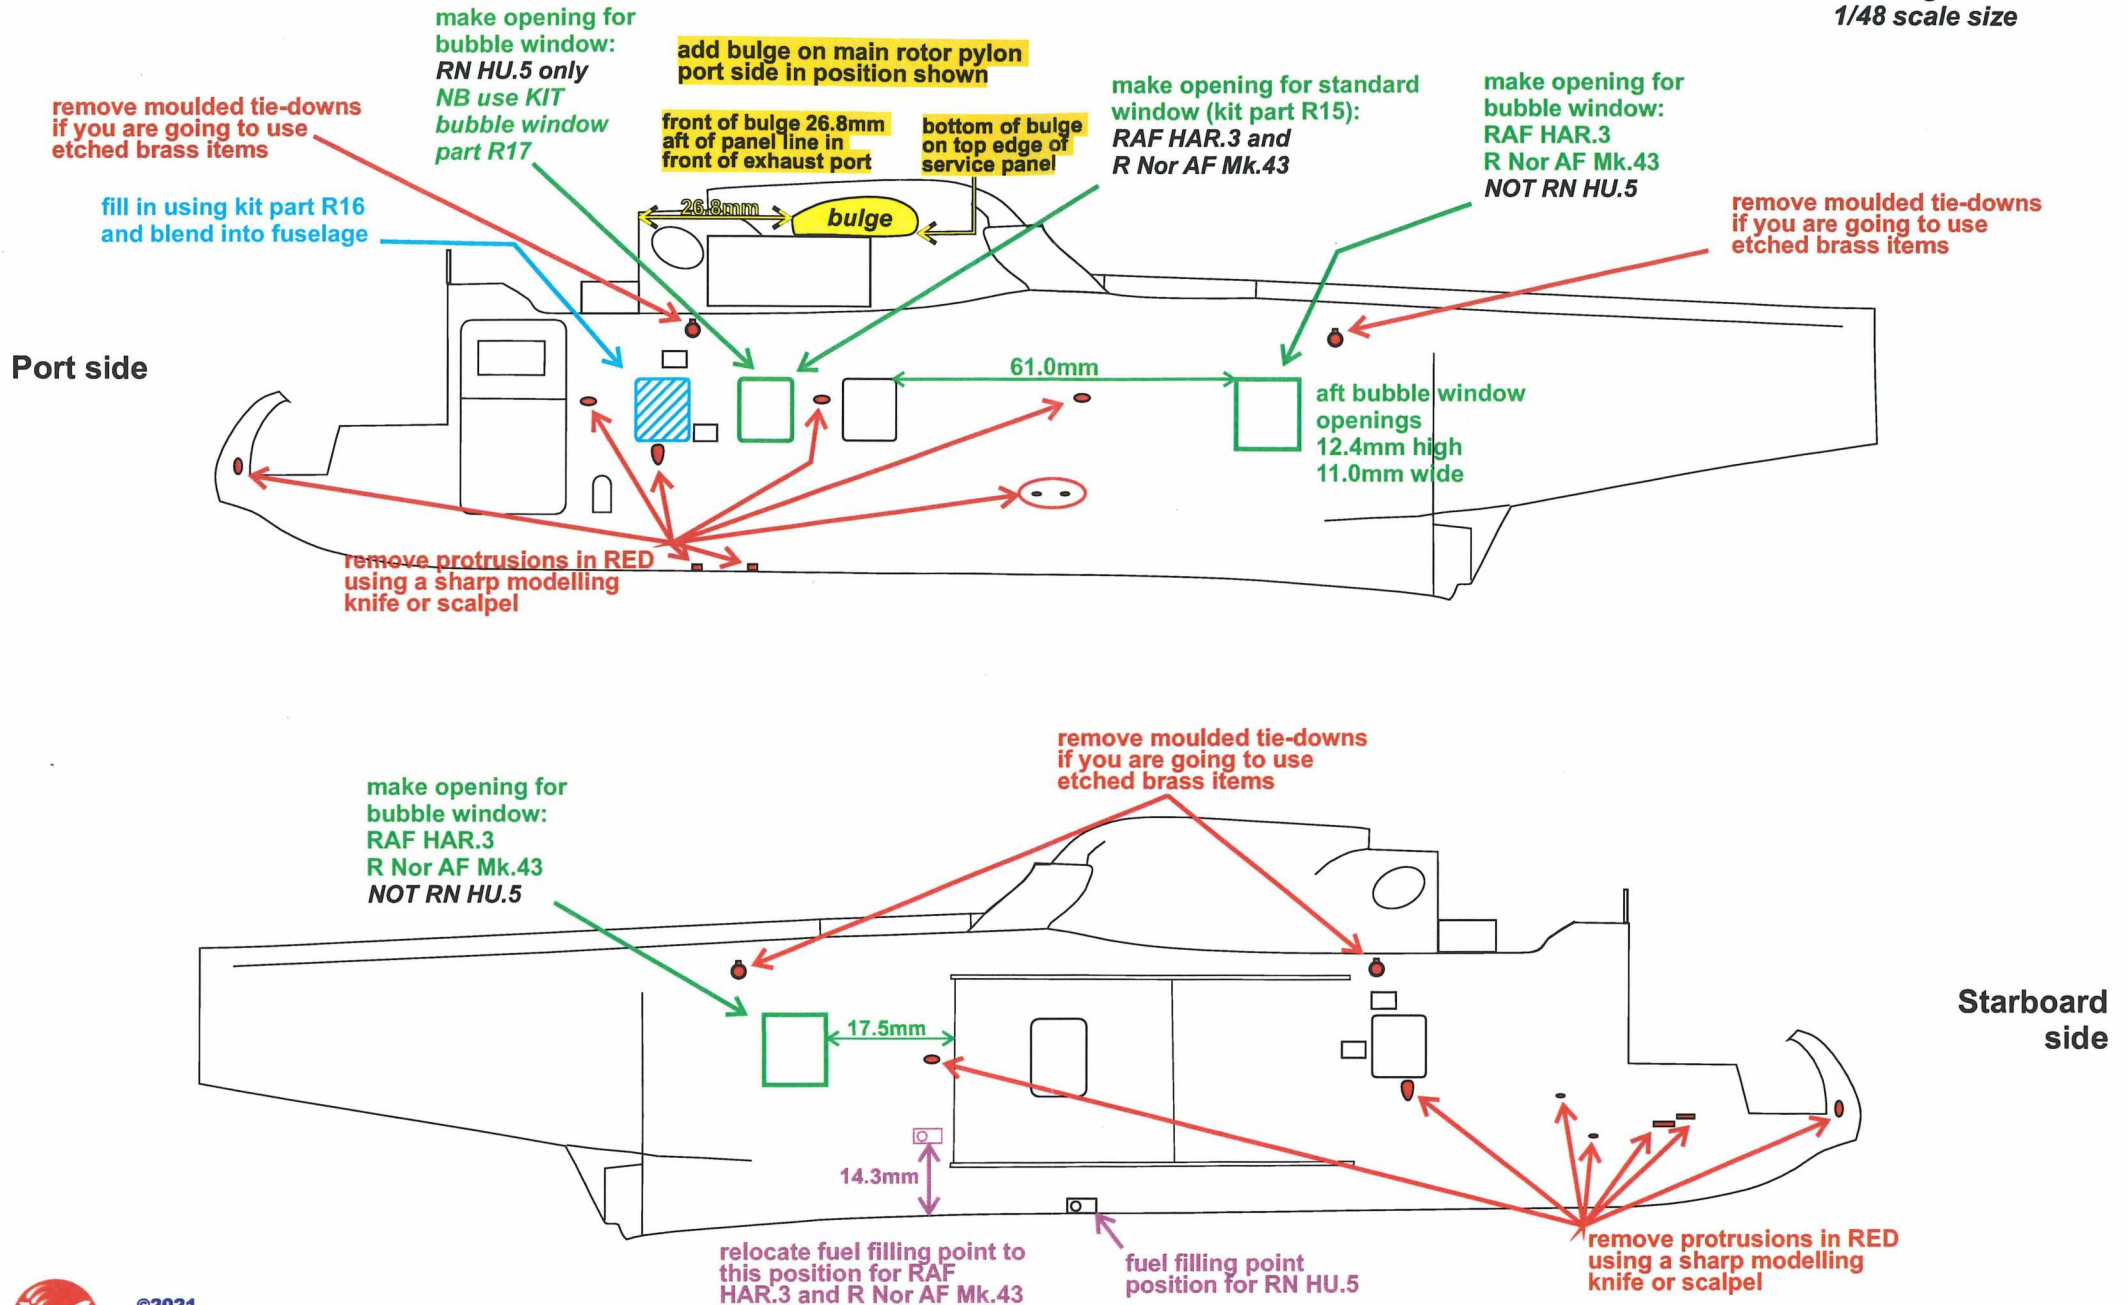 1/48 scale size
make opening for
bubble window:
RN HU.5 only
NB use KIT
bubble window
part R17
add bulge on main rotor pylon
port side in position shown
front of bulge 26.8mm
aft of panel line in
front of exhaust port
bottom of bulge
on top edge of
service panel
make opening for standard
window (kit part R15):
RAF HAR.3 and
R Nor AF Mk.43
make opening for
bubble window:
RAF HAR.3
R Nor AF Mk.43
NOT RN HU.5
remove moulded tie-downs
if you are going to use
etched brass items
fill in using kit part R16
and blend into fuselage
remove moulded tie-downs
if you are going to use
etched brass items
26.8mm
bulge
Port side
61.0mm
aft bubble window
openings
12.4mm high
11.0mm wide
remove protrusions in RED
using a sharp modelling
knife or scalpel
remove moulded tie-downs
if you are going to use
etched brass items
make opening for
bubble window:
RAF HAR.3
R Nor AF Mk.43
NOT RN HU.5
Starboard
side
17.5mm
14.3mm
relocate fuel filling point to
this position for RAF
HAR.3 and R Nor AF Mk.43
fuel filling point
position for RN HU.5
remove protrusions in RED
using a sharp modelling
knife or scalpel
©2021